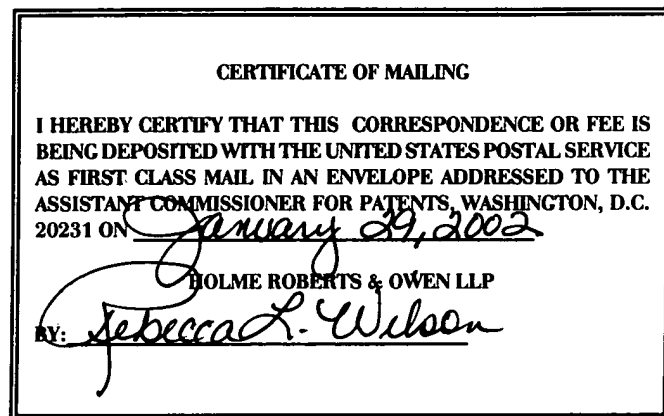 CERTIFICATE OF MAILING
I HEREBY CERTIFY THAT THIS CORRESPONDENCE OR FEE IS
BEING DEPOSITED WITH THE UNITED STATES POSTAL SERVICE
AS FIRST CLASS MAIL IN AN ENVELOPE ADDRESSED TO THE
ASSISTANT COMMISSIONER FOR PATENTS, WASHINGTON, D.C.
20231 ON January 29, 2002
HOLME ROBERTS & OWEN LLP
BY: Rebecca L. Wilson